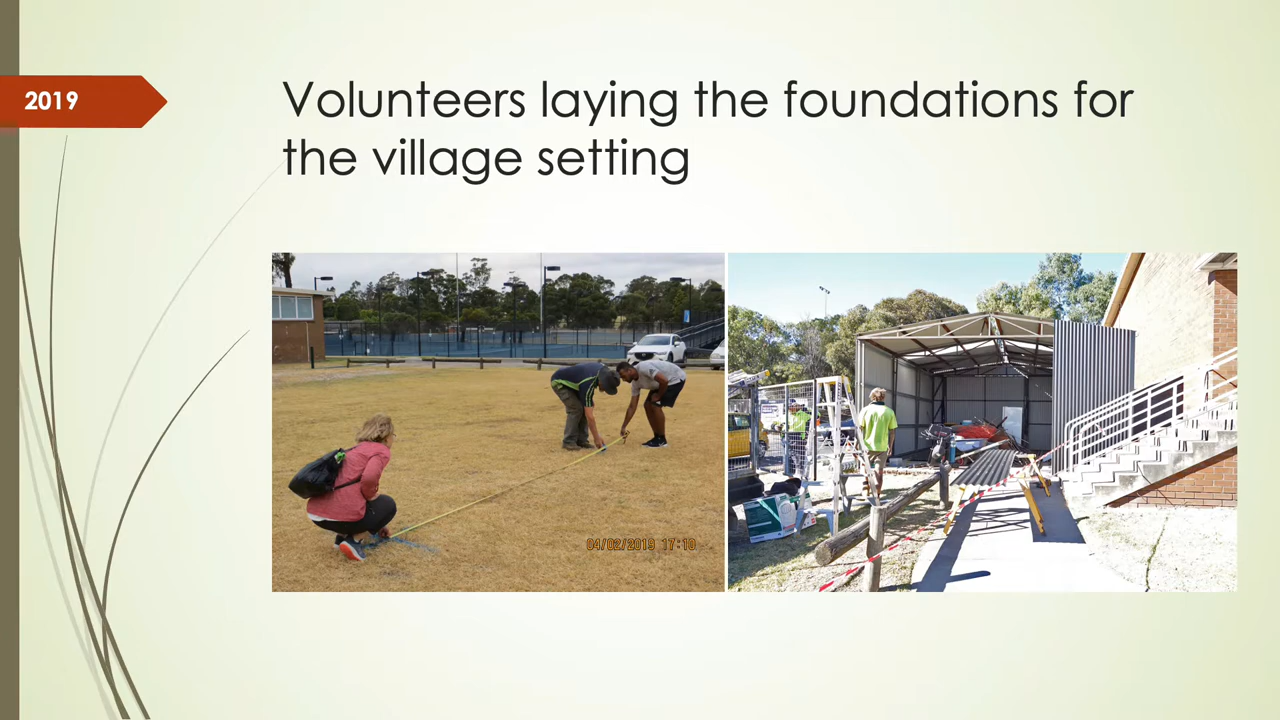 2019
Volunteers laying the foundations for
the village setting
04/02/2019 17:10